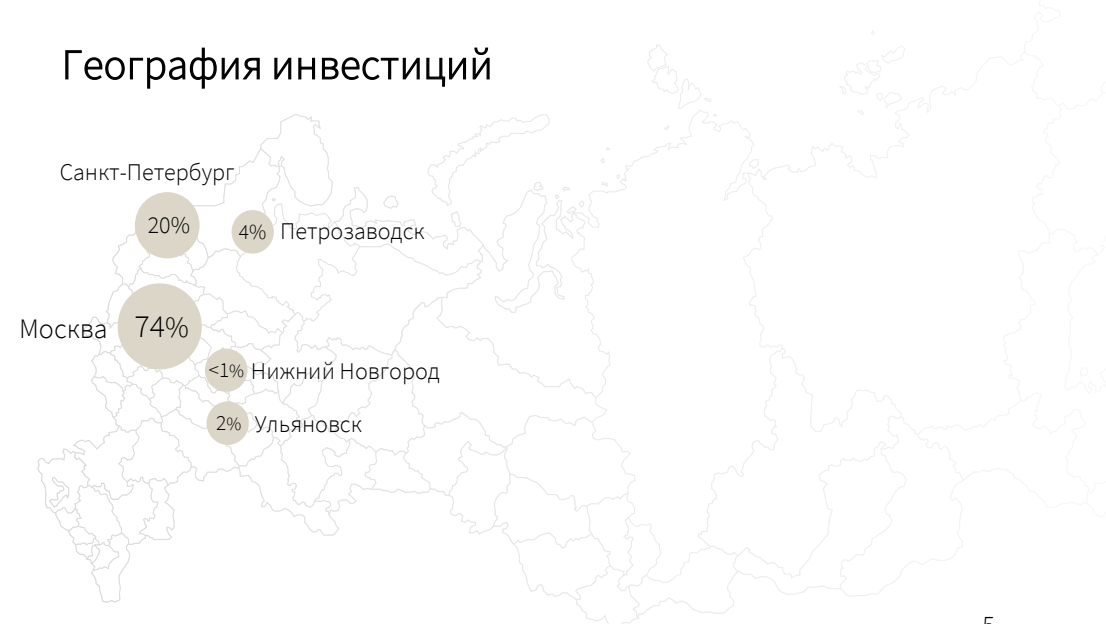 География инвестиций
Санкт-Петербург
20%
4% Петрозаводск
Москва 74%
<1% Нижний Новгород
2% Ульяновск
5